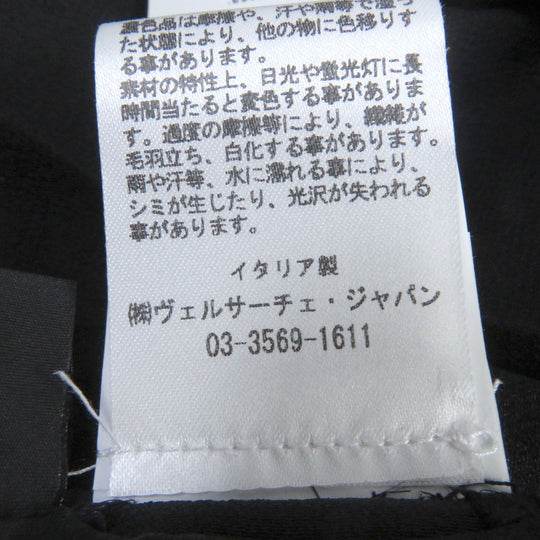 濃色品は摩擦や、汗や雨等で湿っ
た状態により、他の物に色移りす
る事があります。
素材の特性上、日光や蛍光灯に長
時間当たると黄色する事がありま
す。過度の摩擦等により、繊維が
毛羽立ち、白化する事があります。
雨や汗等、水に濡れる事により、
シミが生じたり、光沢が失われる
事があります。
イタリア製
㈱ヴェルサーチェ・ジャパン
03-3569-1611